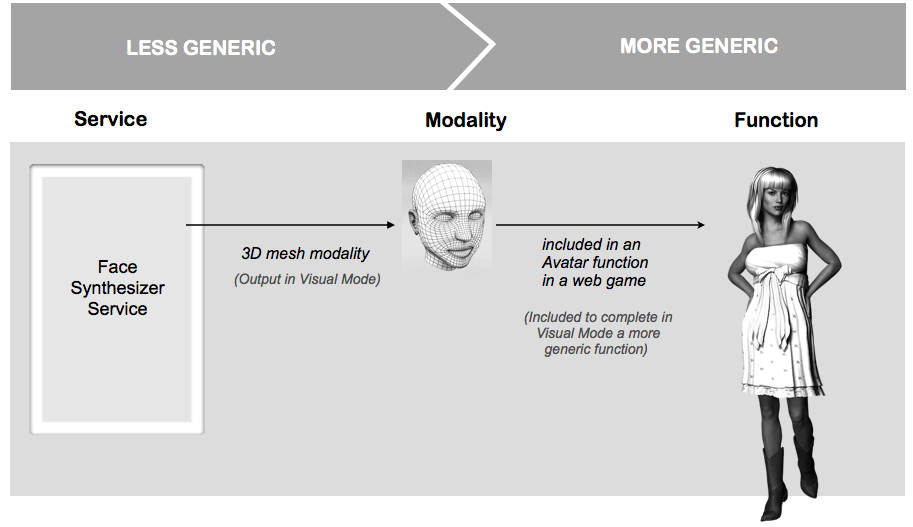 LESS GENERIC
MORE GENERIC
Service
Modality
Function
Face
Synthesizer
Service
3D mesh modality
(Output in Visual Mode)
included in an
Avatar function
in a web game
(Included to complete in
Visual Mode a more
generic function)